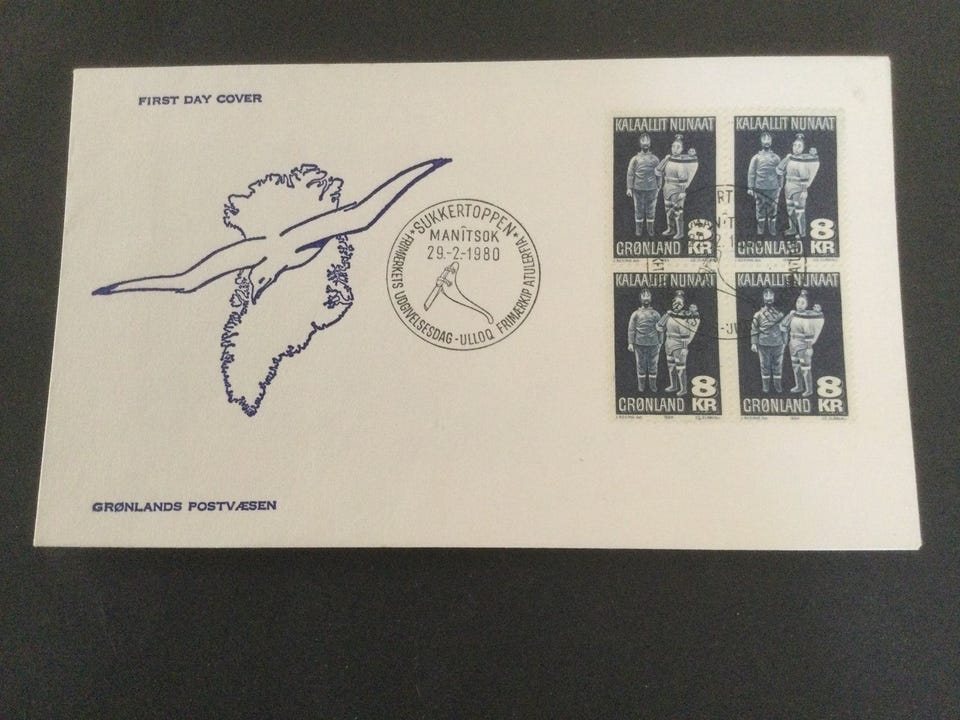 FIRST DAY COVER
★ SUKKERTOPPEN ★
MANÎTSOK
29.-2.-1980
FRIMÆRKETS UDGIVELSESDAG - ULLOQ FRIMÆRKIP ATULERFIA
KALAALLIT NUNAAT
8
GRØNLAND KR
KALAALLIT NUNAAT
8
GRØNLAND KR
KALAALLIT NUNAAT
8
GRØNLAND KR
KALAALLIT NUNAAT
8
GRØNLAND KR
GRØNLANDS POSTVÆSEN